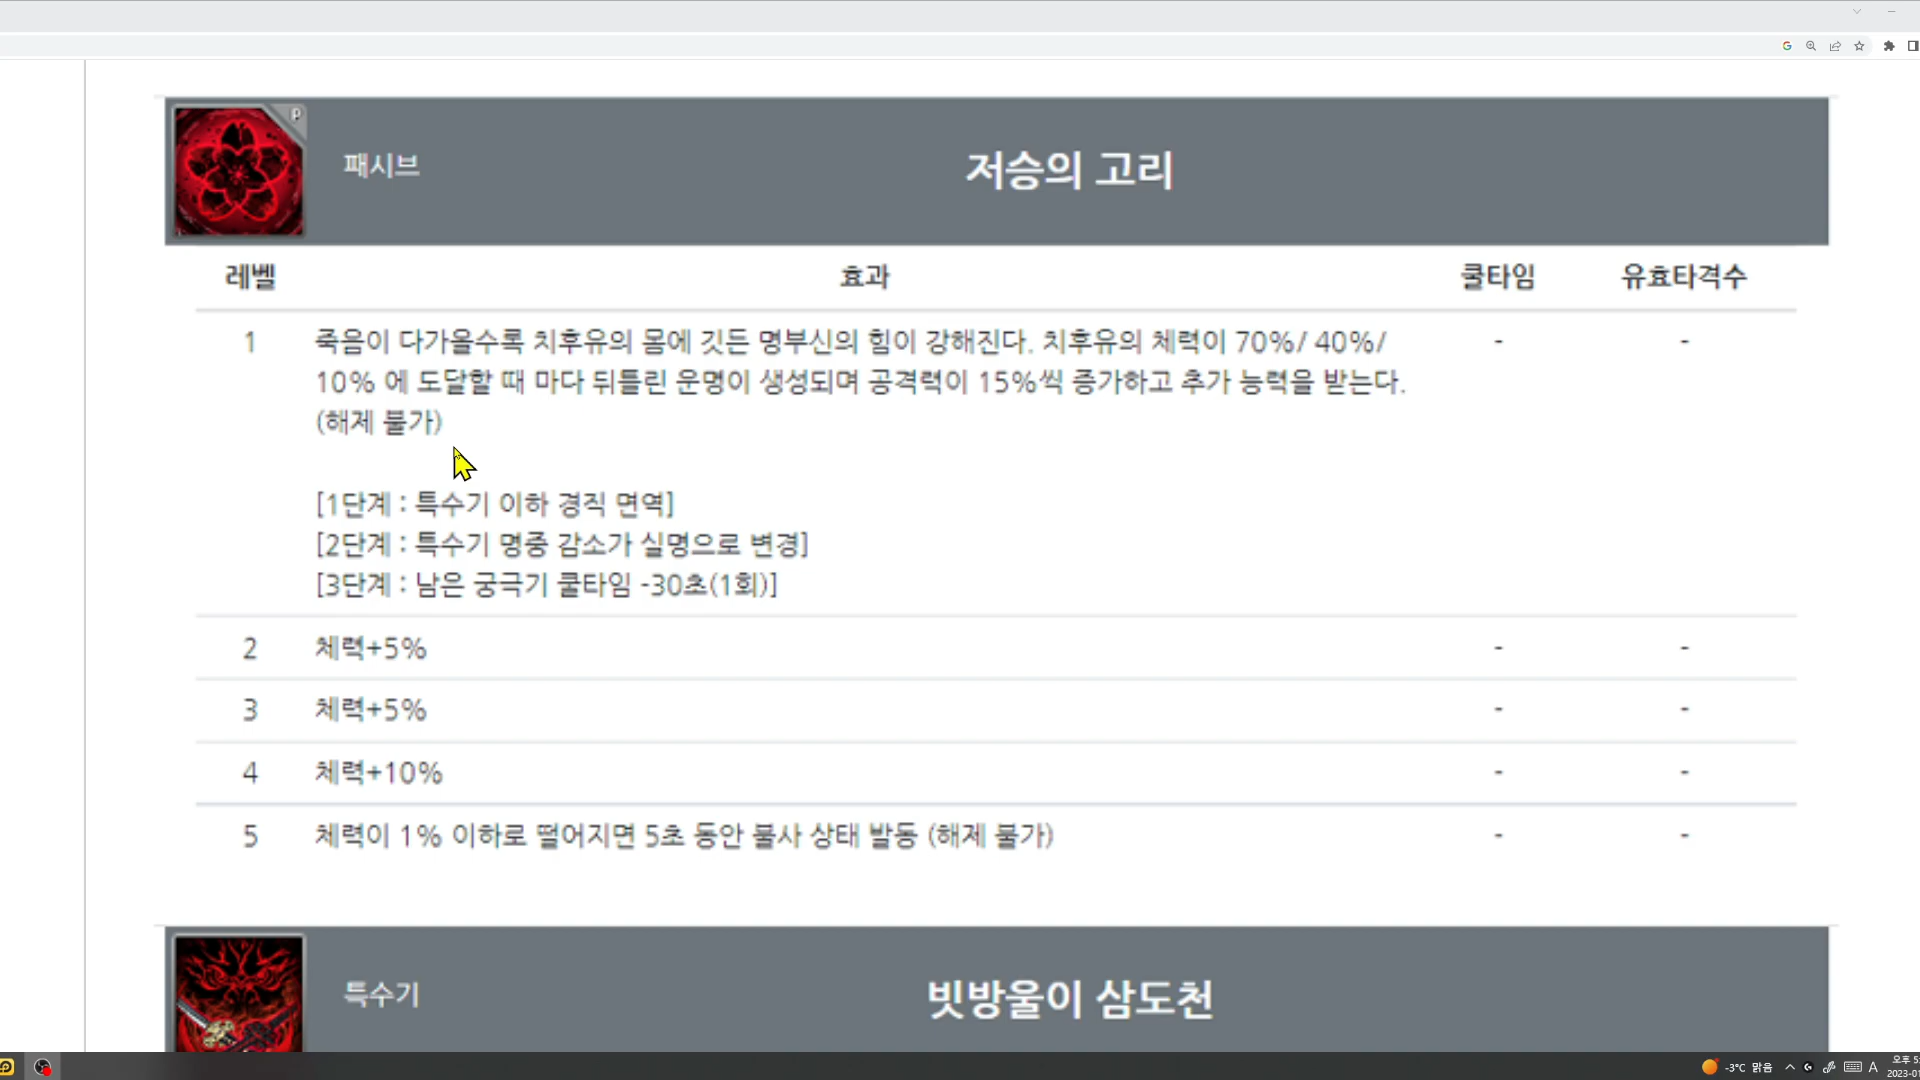 P
패시브
저승의 고리
레벨 효과 쿨타임 유효타격수
1 죽음이 다가올수록 치후유의 몸에 깃든 명부신의 힘이 강해진다. 치후유의 체력이 70%/ 40%/ - -
10% 에 도달할 때 마다 뒤틀린 운명이 생성되며 공격력이 15%씩 증가하고 추가 능력을 받는다.
(해제 불가)
[1단계 : 특수기 이하 경직 면역]
[2단계 : 특수기 명중 감소가 실명으로 변경]
[3단계 : 남은 궁극기 쿨타임 -30초(1회)]
2 체력+5% - -
3 체력+5% - -
4 체력+10% - -
5 체력이 1% 이하로 떨어지면 5초 동안 불사 상태 발동 (해제 불가) - -
특수기
빗방울이 삼도천
-3°C 맑음
A
오후 5:
2023-01